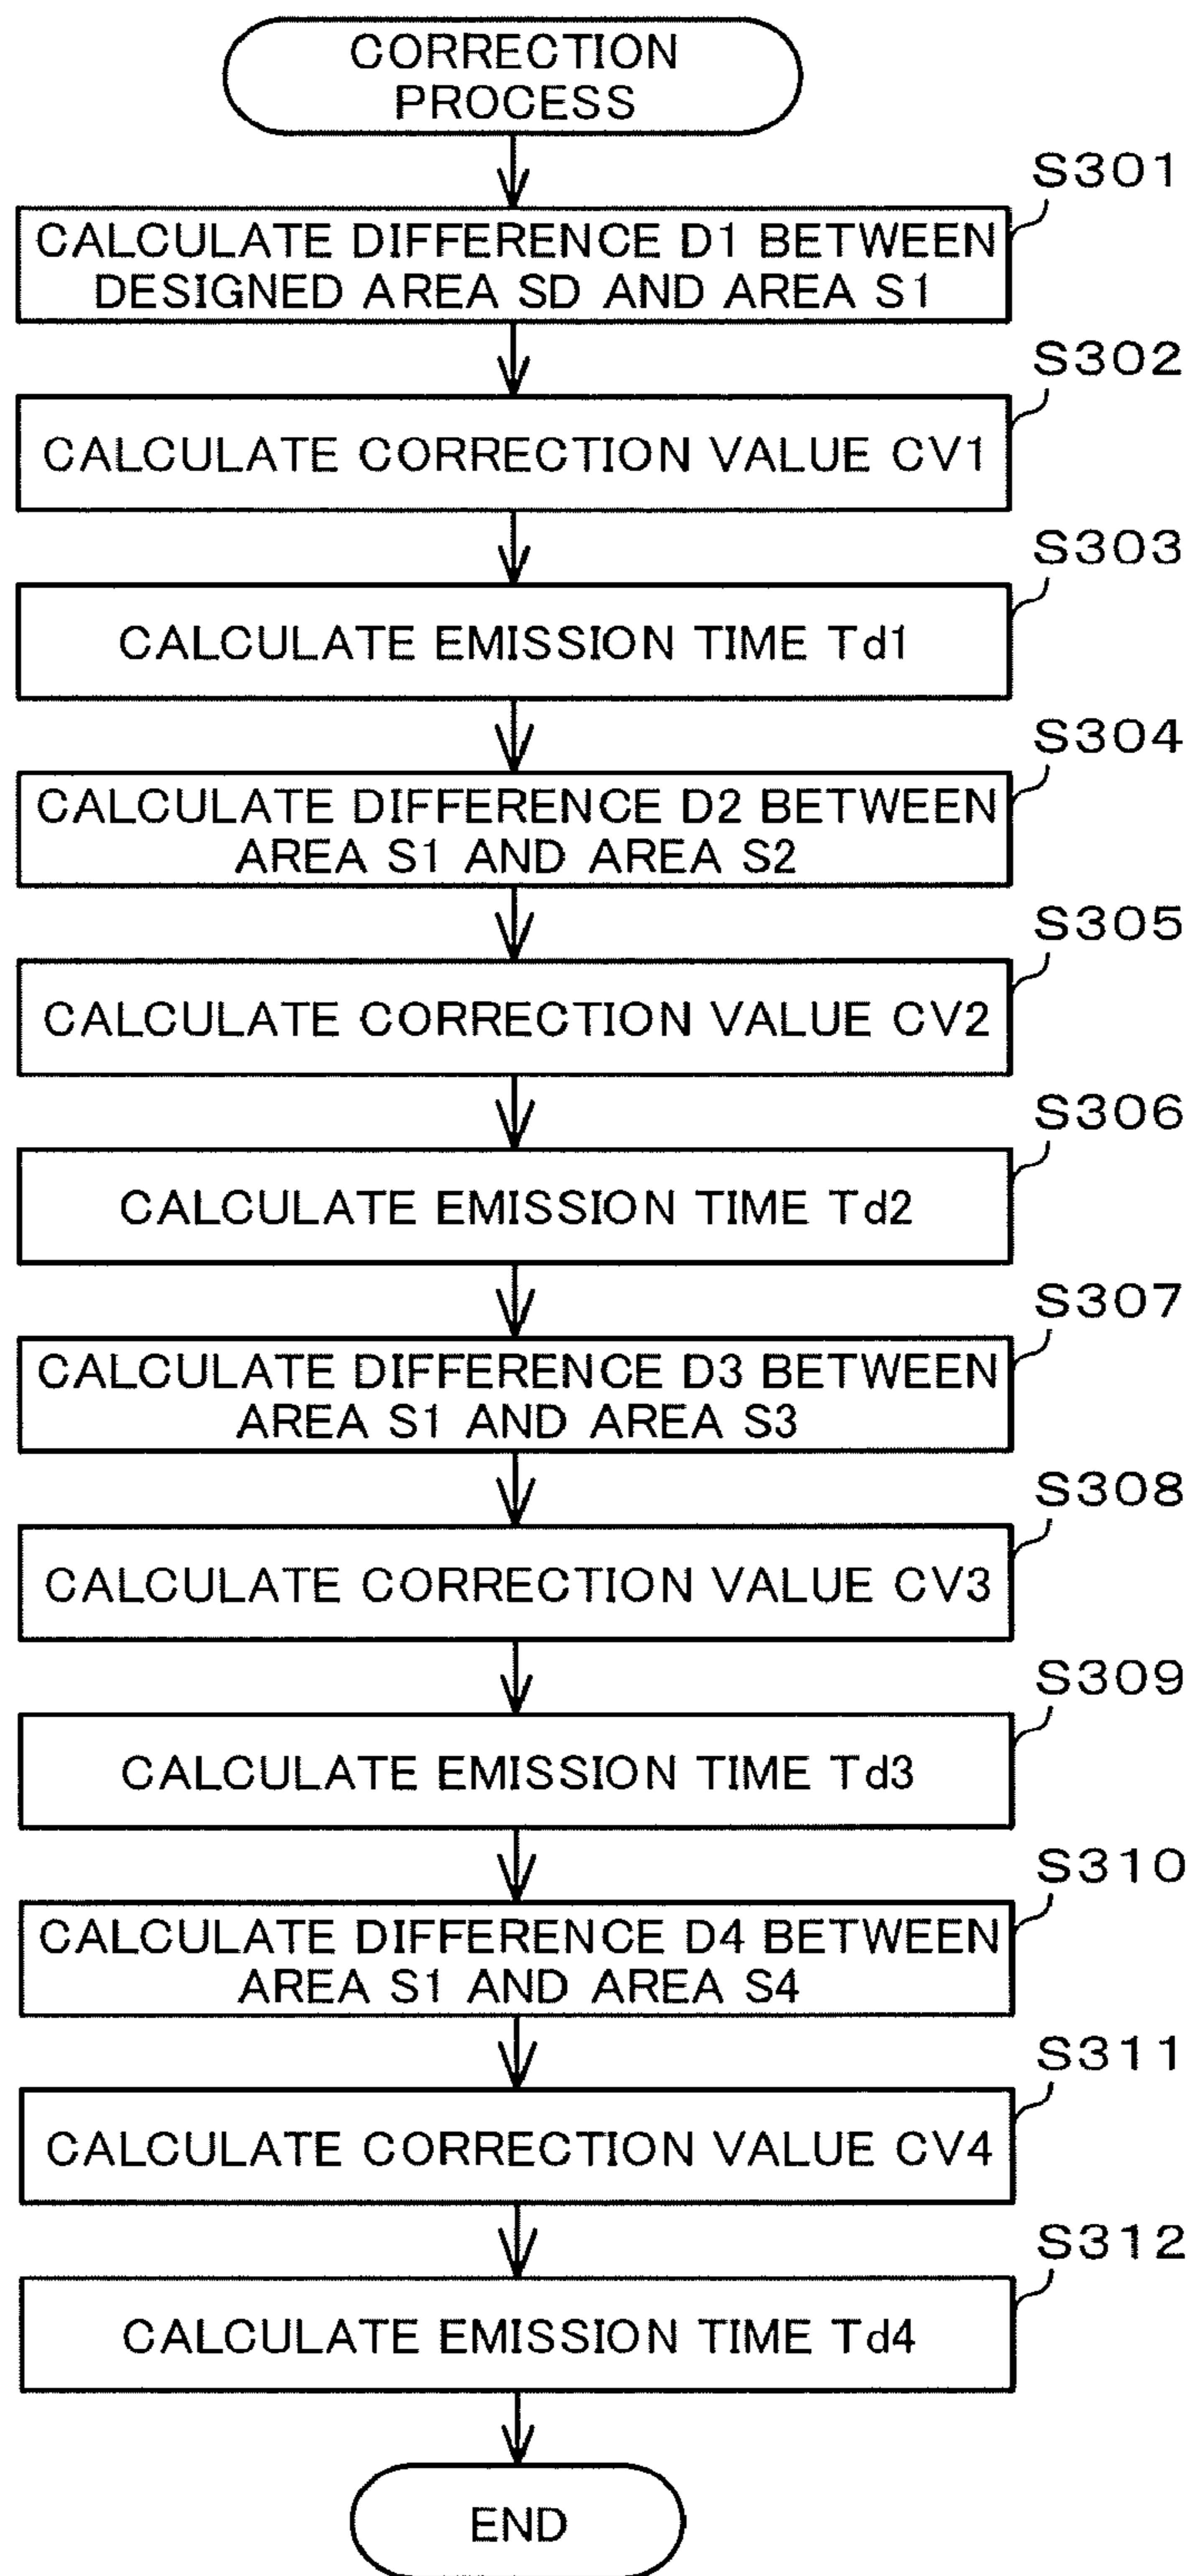 CORRECTION
PROCESS
S301
CALCULATE DIFFERENCE D1 BETWEEN
DESIGNED AREA SD AND AREA S1
S302
CALCULATE CORRECTION VALUE CV1
S303
CALCULATE EMISSION TIME Td1
S304
CALCULATE DIFFERENCE D2 BETWEEN
AREA S1 AND AREA S2
S305
CALCULATE CORRECTION VALUE CV2
S306
CALCULATE EMISSION TIME Td2
S307
CALCULATE DIFFERENCE D3 BETWEEN
AREA S1 AND AREA S3
S308
CALCULATE CORRECTION VALUE CV3
S309
CALCULATE EMISSION TIME Td3
S310
CALCULATE DIFFERENCE D4 BETWEEN
AREA S1 AND AREA S4
S311
CALCULATE CORRECTION VALUE CV4
S312
CALCULATE EMISSION TIME Td4
END